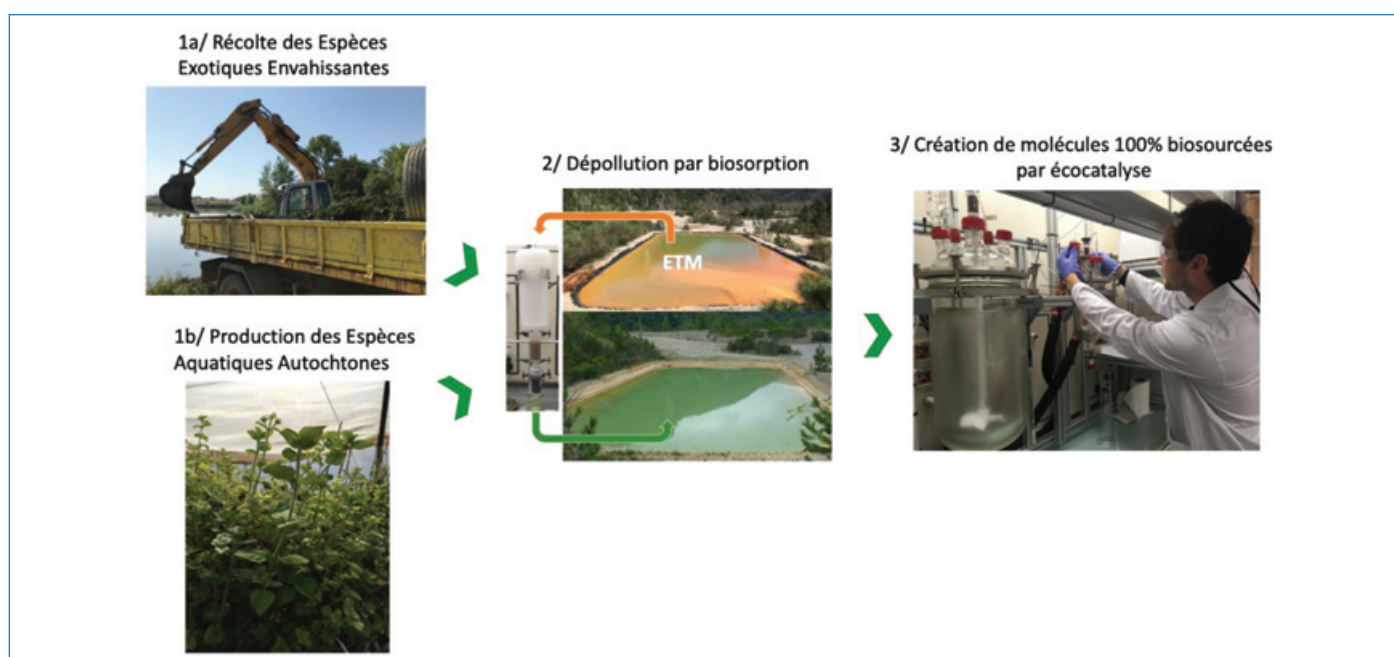 1a/ Récolte des Espèces
Exotiques Envahissantes
1b/ Production des Espèces
Aquatiques Autochtones
2/ Dépollution par biosorption
ETM
3/ Création de molécules 100% biosourcées
par écocatalyse